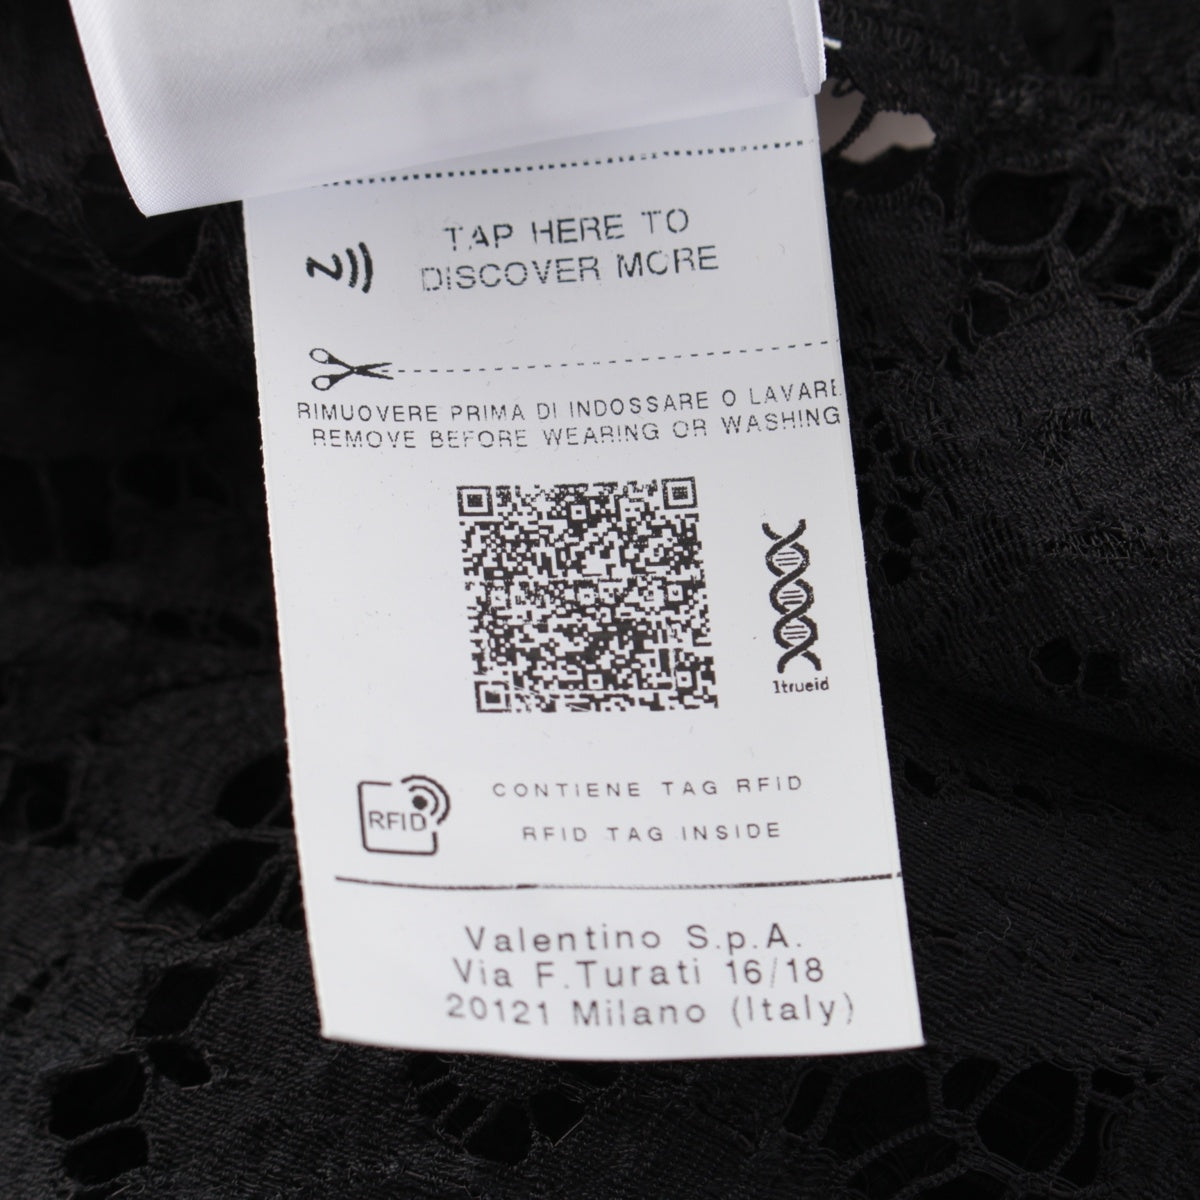 TAP HERE TO
DISCOVER MORE
RIMUOVERE PRIMA DI INDOSSARE O LAVARE
REMOVE BEFORE WEARING OR WASHING
1trueid
RFID
CONTIENE TAG RFID
RFID TAG INSIDE
Valentino S.p.A.
Via F.Turati 16/18
20121 Milano (Italy)